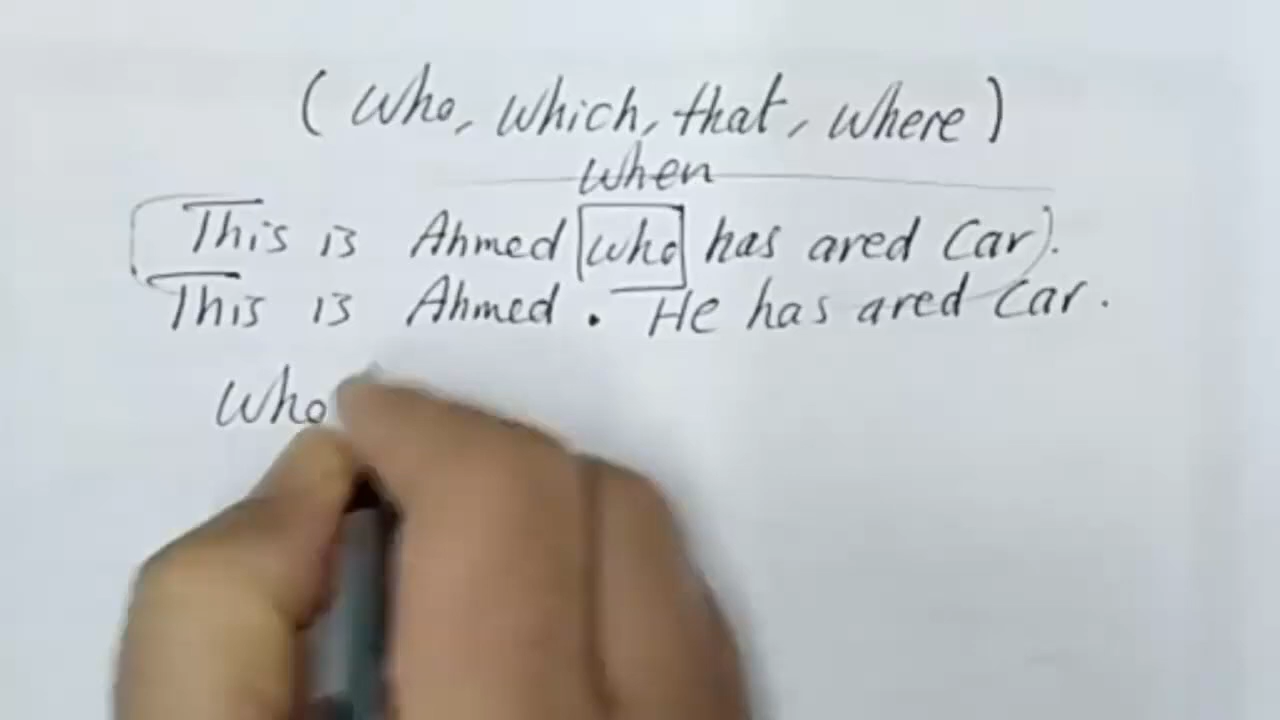 (who, which, that, where)
when
This is Ahmed who has ared Car).
This is Ahmed. He has ared Car.
Who